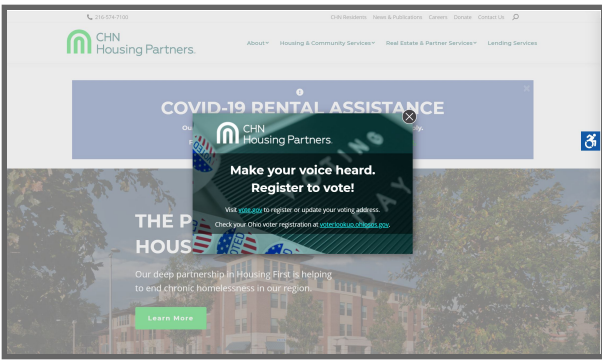 216-574-7100
CHN Residents News & Publications Careers Donate Contact Us
CHN
Housing Partners.
About Housing & Community Services Real Estate & Partner Services Lending Services
COVID-19 RENTAL ASSISTANCE
CHN
Housing Partners.
Make your voice heard.
Register to vote!
Visit vote.gov to register or update your voting address.
Check your Ohio voter registration at voterlookup.ohiosos.gov.
THE P
HOUS
Our deep partnership in Housing First is helping
to end chronic homelessness in our region.
Learn More